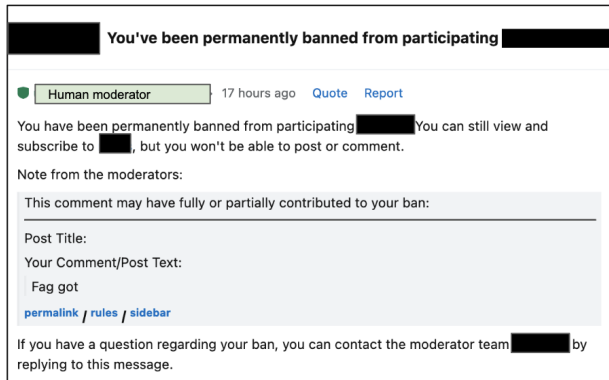 You've been permanently banned from participating
Human moderator 17 hours ago Quote Report
You have been permanently banned from participating You can still view and
subscribe to , but you won't be able to post or comment.
Note from the moderators:
This comment may have fully or partially contributed to your ban:
Post Title:
Your Comment/Post Text:
Fag got
permalink / rules / sidebar
If you have a question regarding your ban, you can contact the moderator team by
replying to this message.